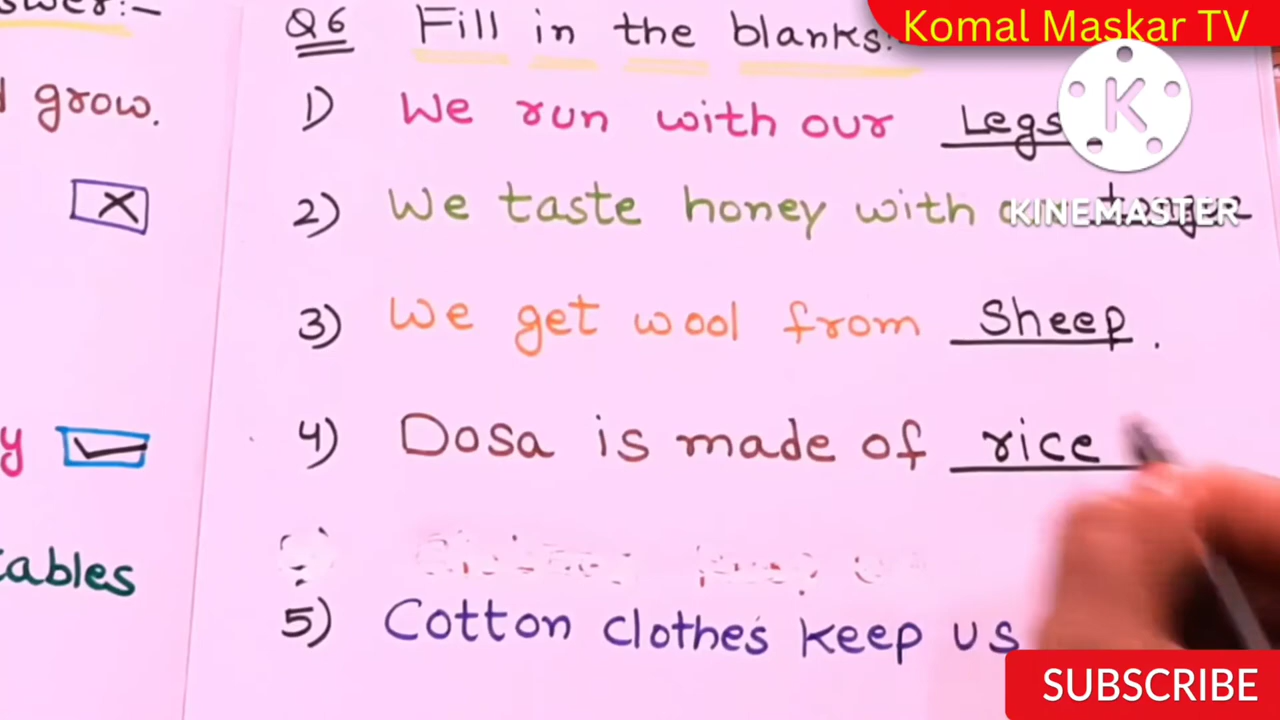 Komal Maskar TV
Q6 Fill in the blanks:
grow.
1) We run with our Legs
K
2) We taste honey with
KINEMASTER
3) We get wool from Sheep.
4) Dosa is made of rice
y
tables
5) Cotton clothes keep us
SUBSCRIBE